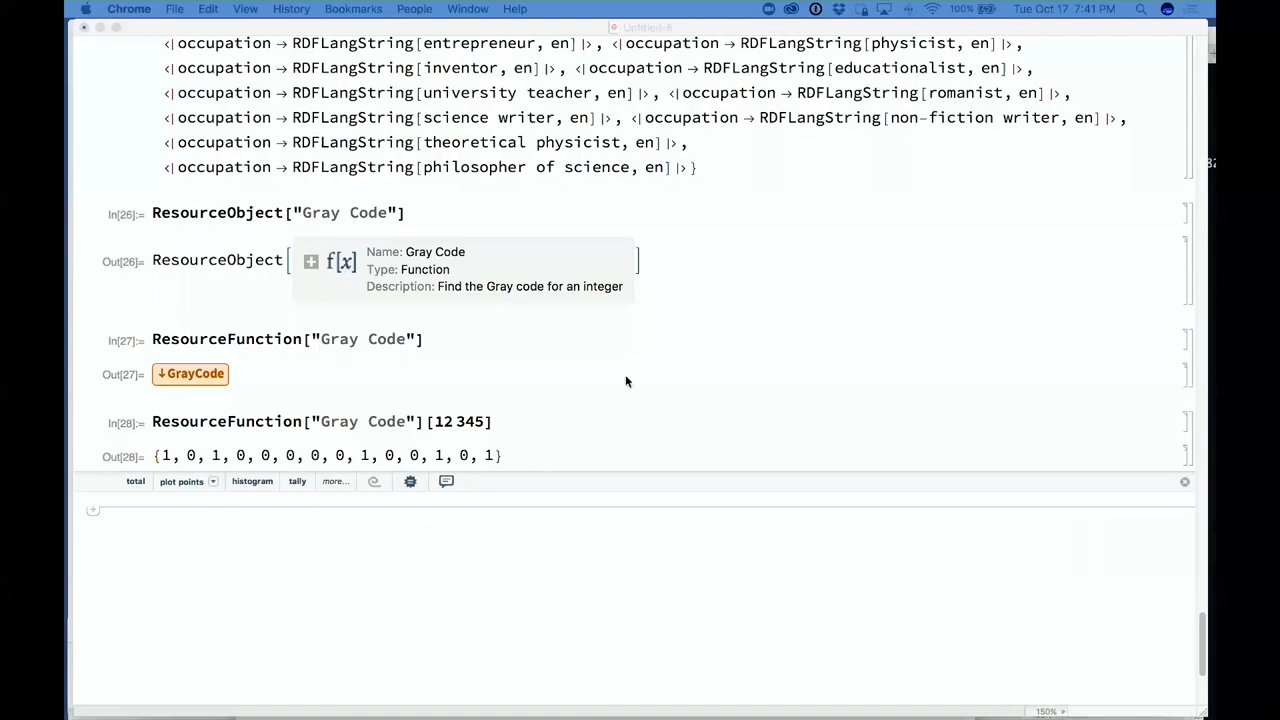 Chrome File Edit View History Bookmarks People Window Help 100% Tue Oct 17 7:41 PM
Untitled-6
<|occupation → RDFLangString[entrepreneur, en]|>, <|occupation → RDFLangString[physicist, en]|>,
<|occupation → RDFLangString[inventor, en]|>, <|occupation → RDFLangString[educationalist, en]|>,
<|occupation → RDFLangString[university teacher, en]|>, <|occupation → RDFLangString[romanist, en]|>,
<|occupation → RDFLangString[science writer, en]|>, <|occupation → RDFLangString[non-fiction writer, en]|>,
<|occupation → RDFLangString[theoretical physicist, en]|>,
<|occupation → RDFLangString[philosopher of science, en]|>}
In[26]:= ResourceObject["Gray Code"]
Name: Gray Code
Out[26]= ResourceObject[ f[x] Type: Function ]
Description: Find the Gray code for an integer
In[27]:= ResourceFunction["Gray Code"]
Out[27]= ↓GrayCode
In[28]:= ResourceFunction["Gray Code"][12 345]
Out[28]= {1, 0, 1, 0, 0, 0, 0, 0, 1, 0, 0, 1, 0, 1}
total plot points histogram tally more...
150%